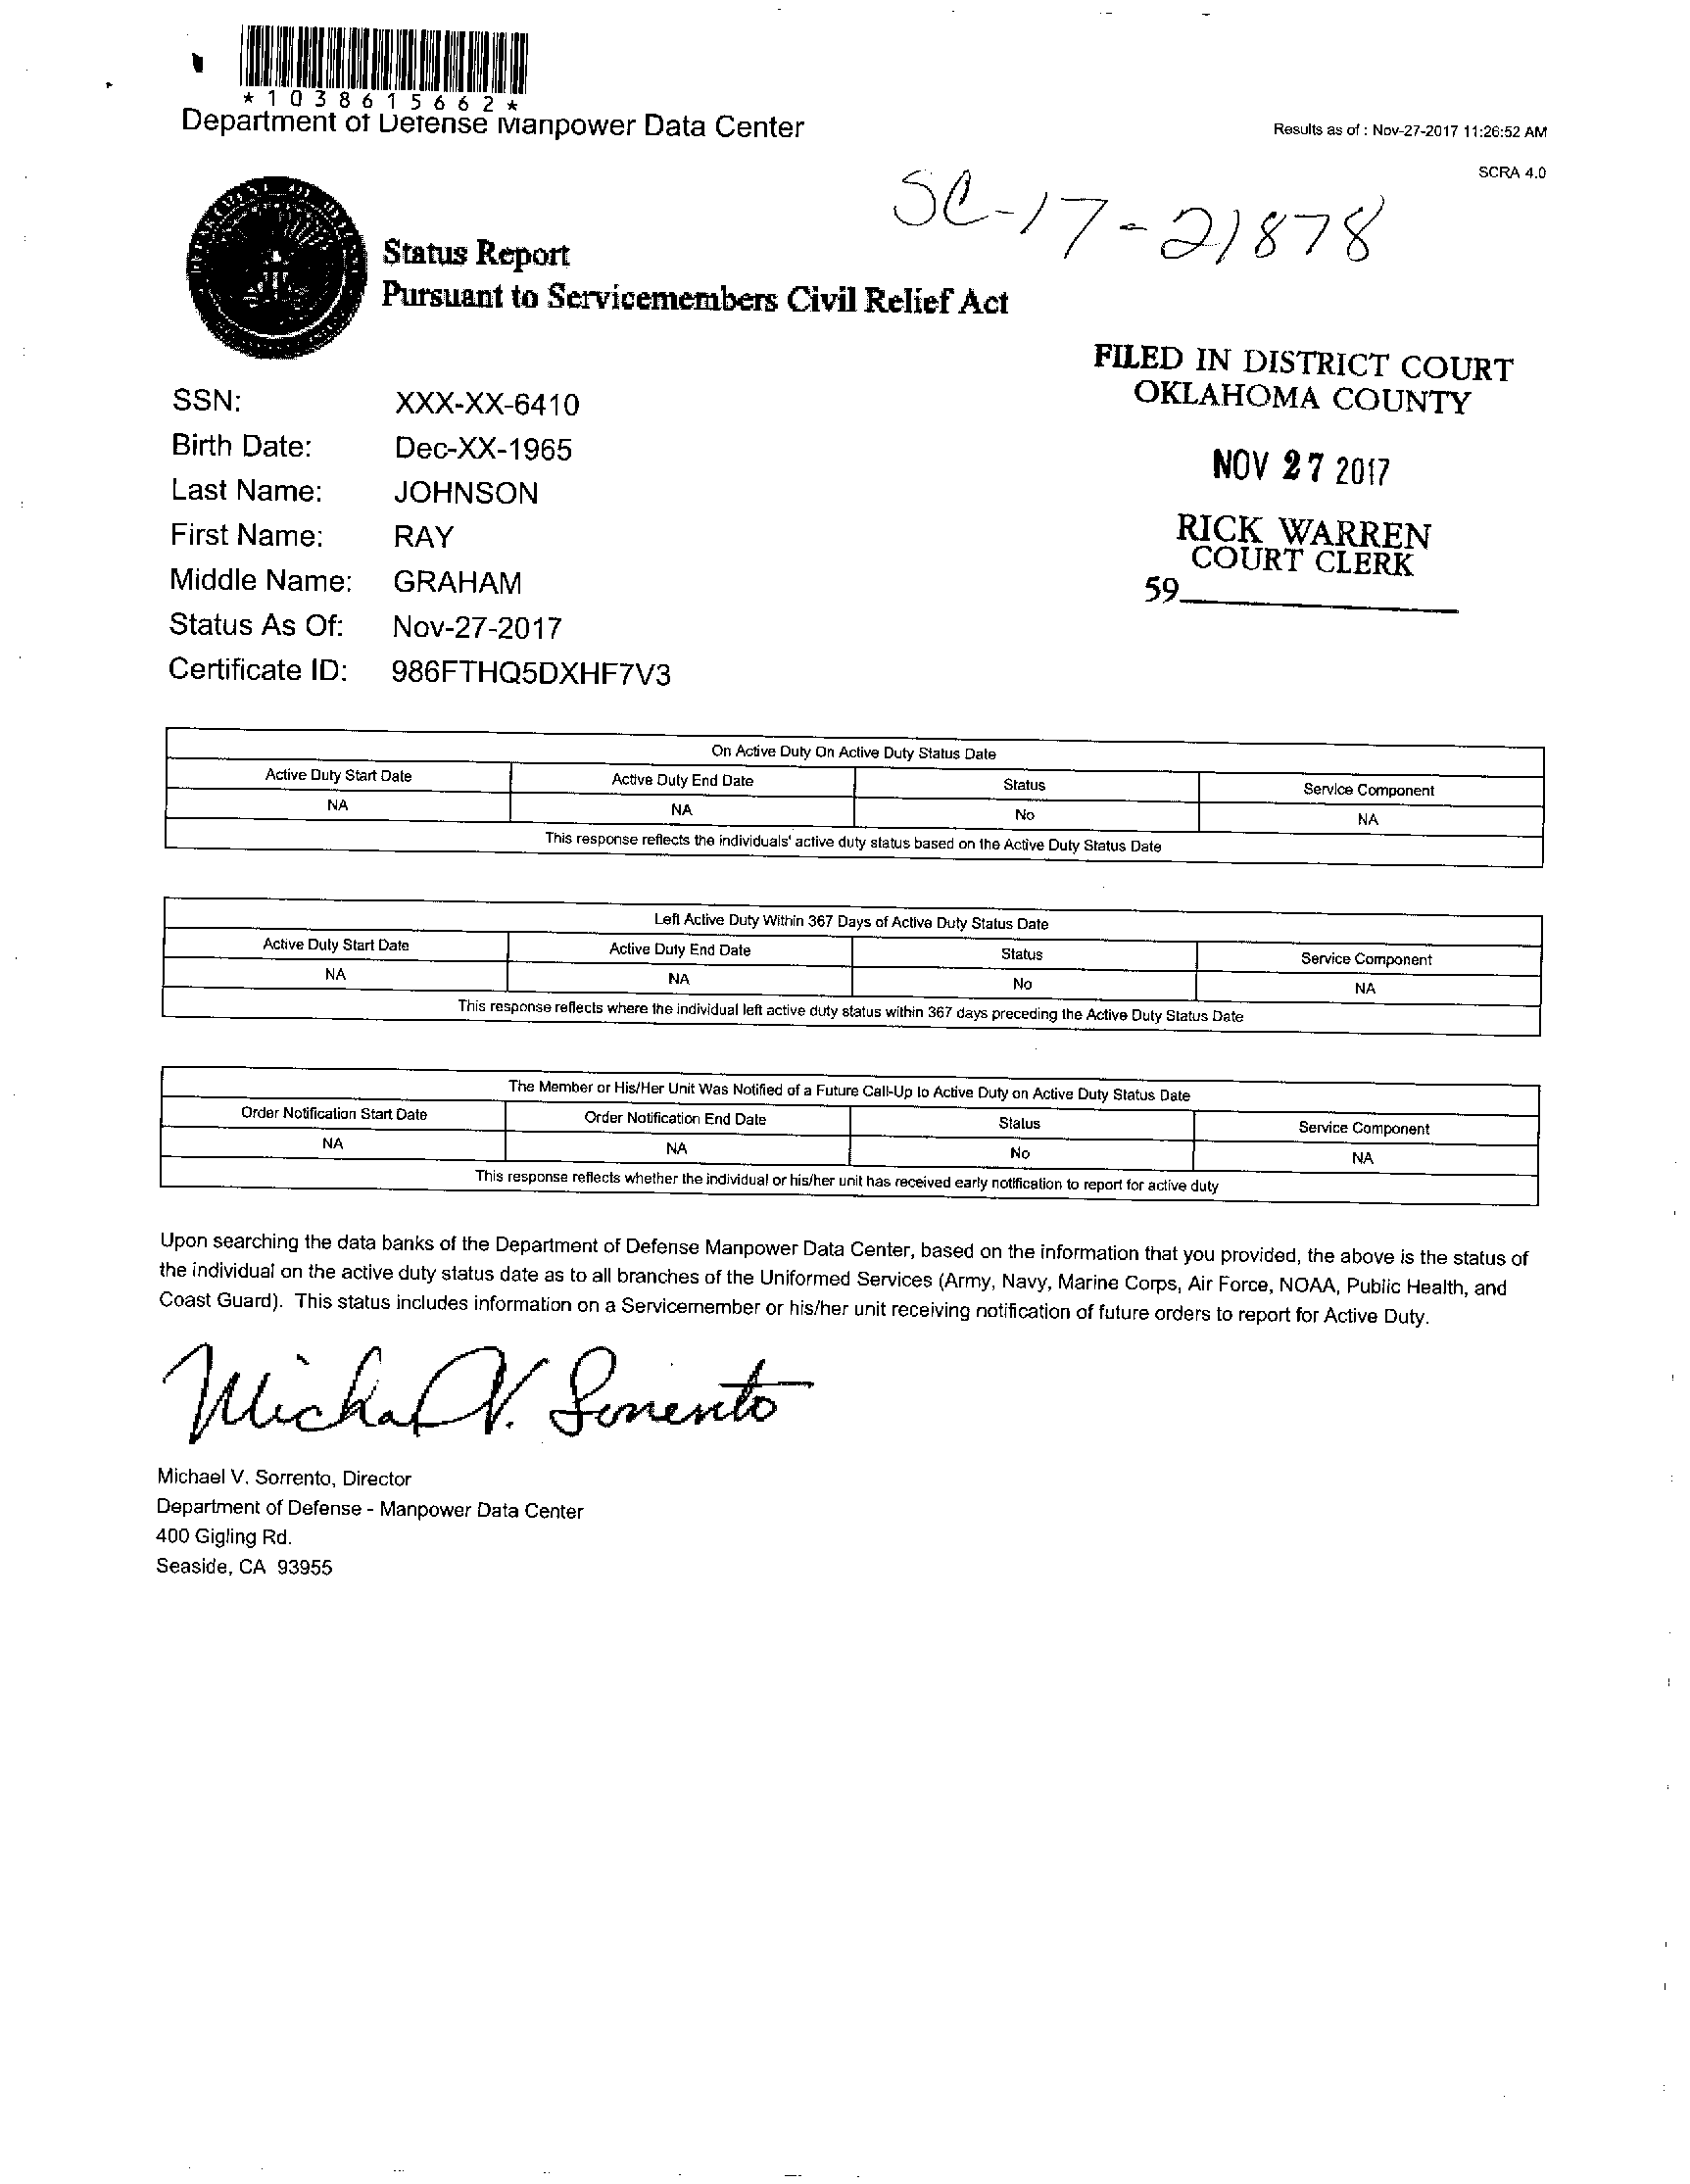 *1038615662*
Department of Defense Manpower Data Center
Results as of : Nov-27-2017 11:26:52 AM
SCRA 4.0
SC-17-21878
Status Report
Pursuant to Servicemembers Civil Relief Act
FILED IN DISTRICT COURT
OKLAHOMA COUNTY
NOV 27 2017
RICK WARREN
COURT CLERK
59
SSN: XXX-XX-6410
Birth Date: Dec-XX-1965
Last Name: JOHNSON
First Name: RAY
Middle Name: GRAHAM
Status As Of: Nov-27-2017
Certificate ID: 986FTHQ5DXHF7V3
On Active Duty On Active Duty Status Date
Active Duty Start Date Active Duty End Date Status Service Component
NA NA No NA
This response reflects the individuals' active duty status based on the Active Duty Status Date
Left Active Duty Within 367 Days of Active Duty Status Date
Active Duty Start Date Active Duty End Date Status Service Component
NA NA No NA
This response reflects where the individual left active duty status within 367 days preceding the Active Duty Status Date
The Member or His/Her Unit Was Notified of a Future Call-Up to Active Duty on Active Duty Status Date
Order Notification Start Date Order Notification End Date Status Service Component
NA NA No NA
This response reflects whether the individual or his/her unit has received early notification to report for active duty
Upon searching the data banks of the Department of Defense Manpower Data Center, based on the information that you provided, the above is the status of
the individual on the active duty status date as to all branches of the Uniformed Services (Army, Navy, Marine Corps, Air Force, NOAA, Public Health, and
Coast Guard). This status includes information on a Servicemember or his/her unit receiving notification of future orders to report for Active Duty.
Michael V. Sorrento
Michael V. Sorrento, Director
Department of Defense - Manpower Data Center
400 Gigling Rd.
Seaside, CA 93955